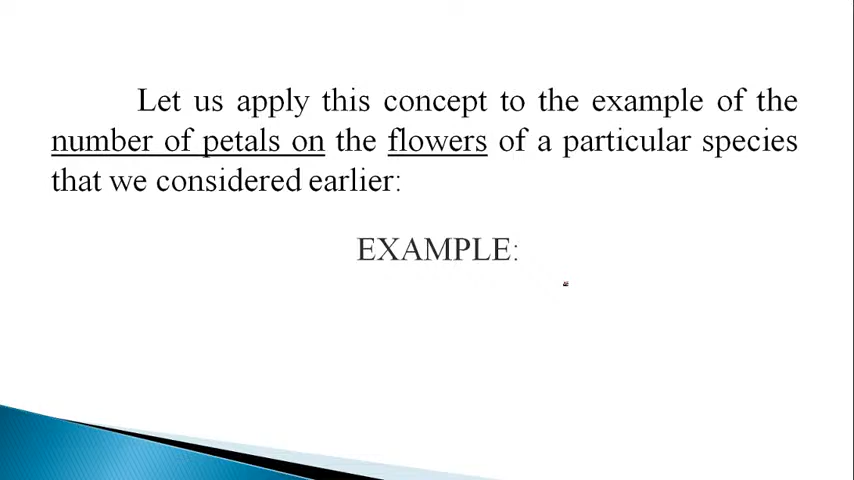 Let us apply this concept to the example of the
number of petals on the flowers of a particular species
that we considered earlier:
EXAMPLE: